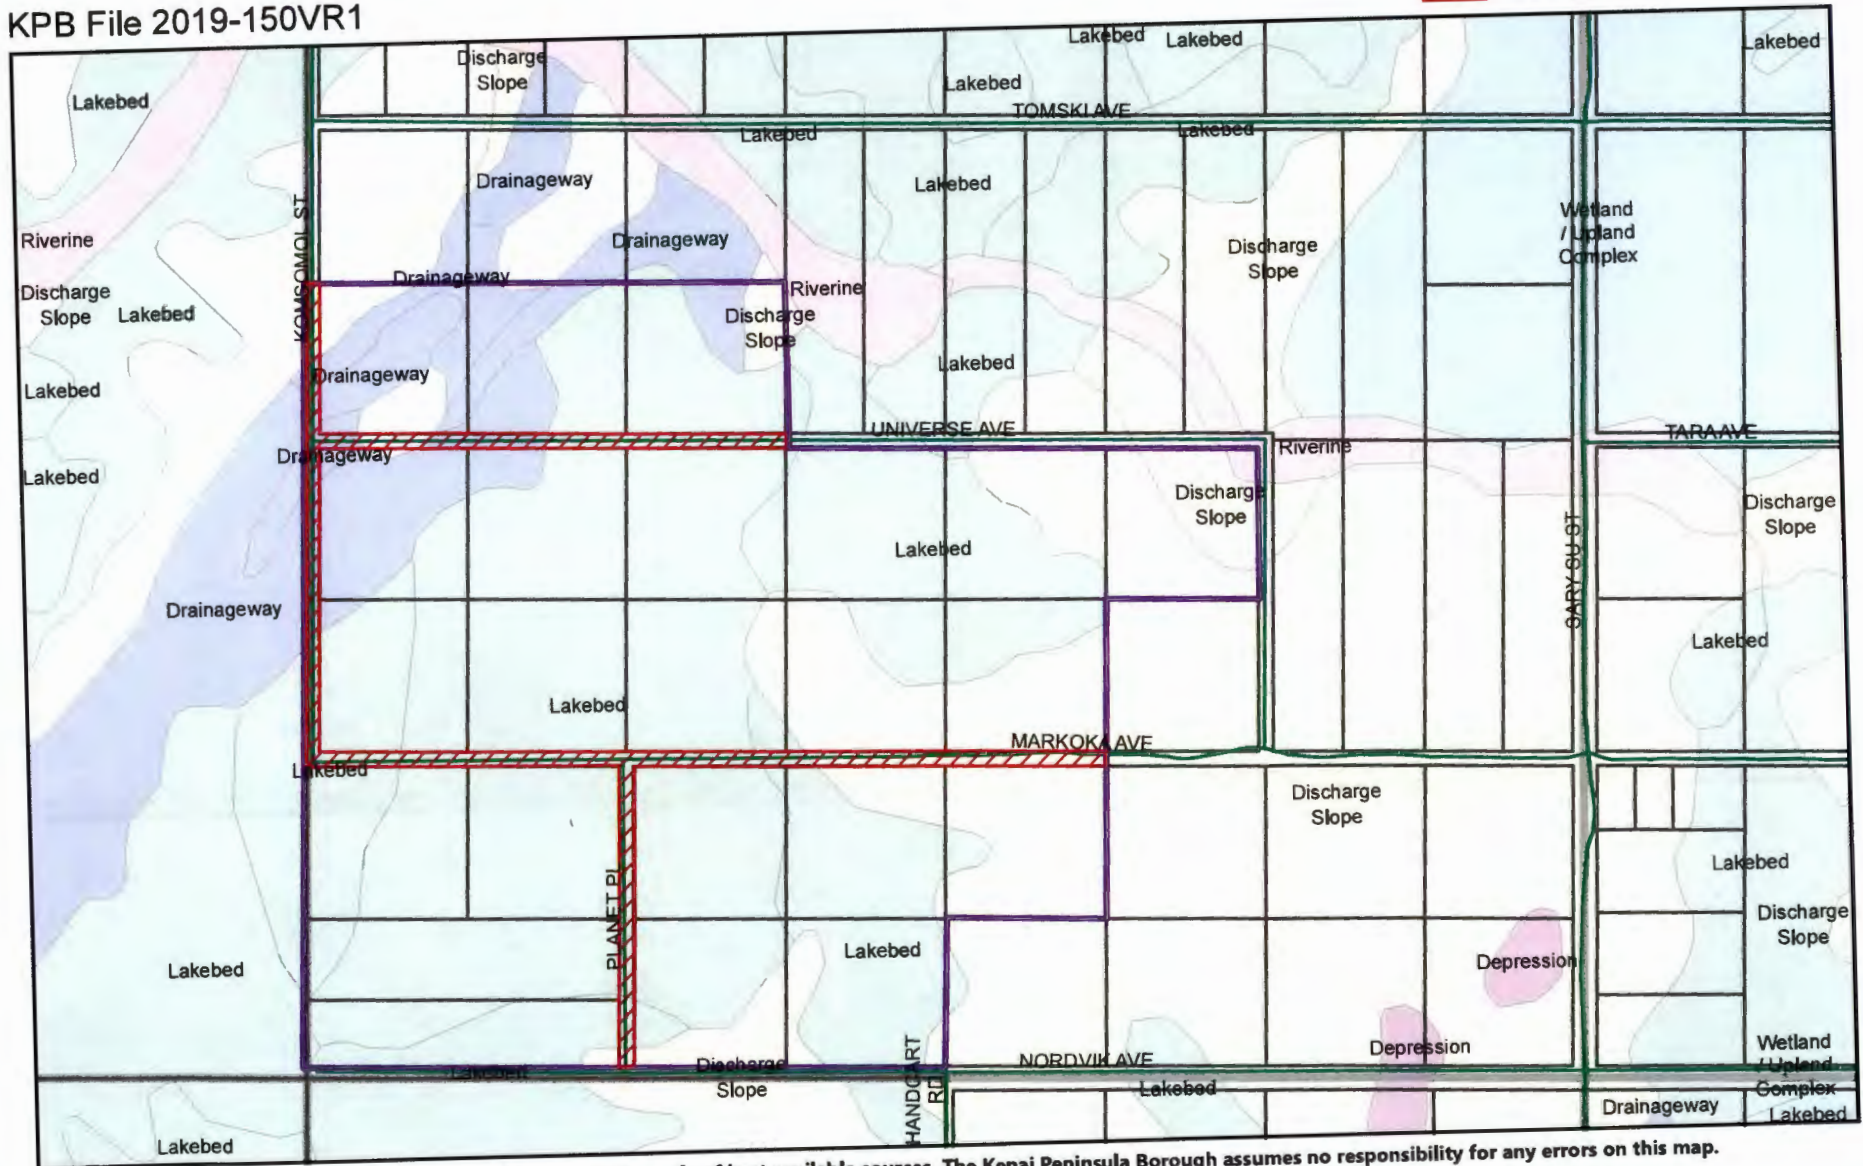 KPB File 2019-150VR1
Lakebed
Discharge
Slope
Lakebed
Lakebed
Lakebed
Lakebed
TOMSKI AVE
Lakebed
Lakebed
Drainageway
Lakebed
KOMSOMOL ST
Riverine
Drainageway
Discharge
Slope
Wetland
/ Upland
Complex
Drainageway
Riverine
Discharge
Slope
Lakebed
Discharge
Slope
Drainageway
Lakebed
Lakebed
UNIVERSE AVE
TARA AVE
Drainageway
Riverine
Lakebed
Discharge
Slope
Discharge
Slope
SARY SU ST
Lakebed
Drainageway
Lakebed
Lakebed
MARKOKA AVE
Lakebed
Discharge
Slope
Lakebed
PLANET PL
Discharge
Slope
Lakebed
Lakebed
Depression
HANDCART
RD
Depression
Wetland
/ Upland
Complex
Lakebed
Discharge
Slope
NORDVIK AVE
Lakebed
Drainageway
Lakebed
Lakebed
available sources. The Kenai Peninsula Borough assumes no responsibility for any errors on this map.